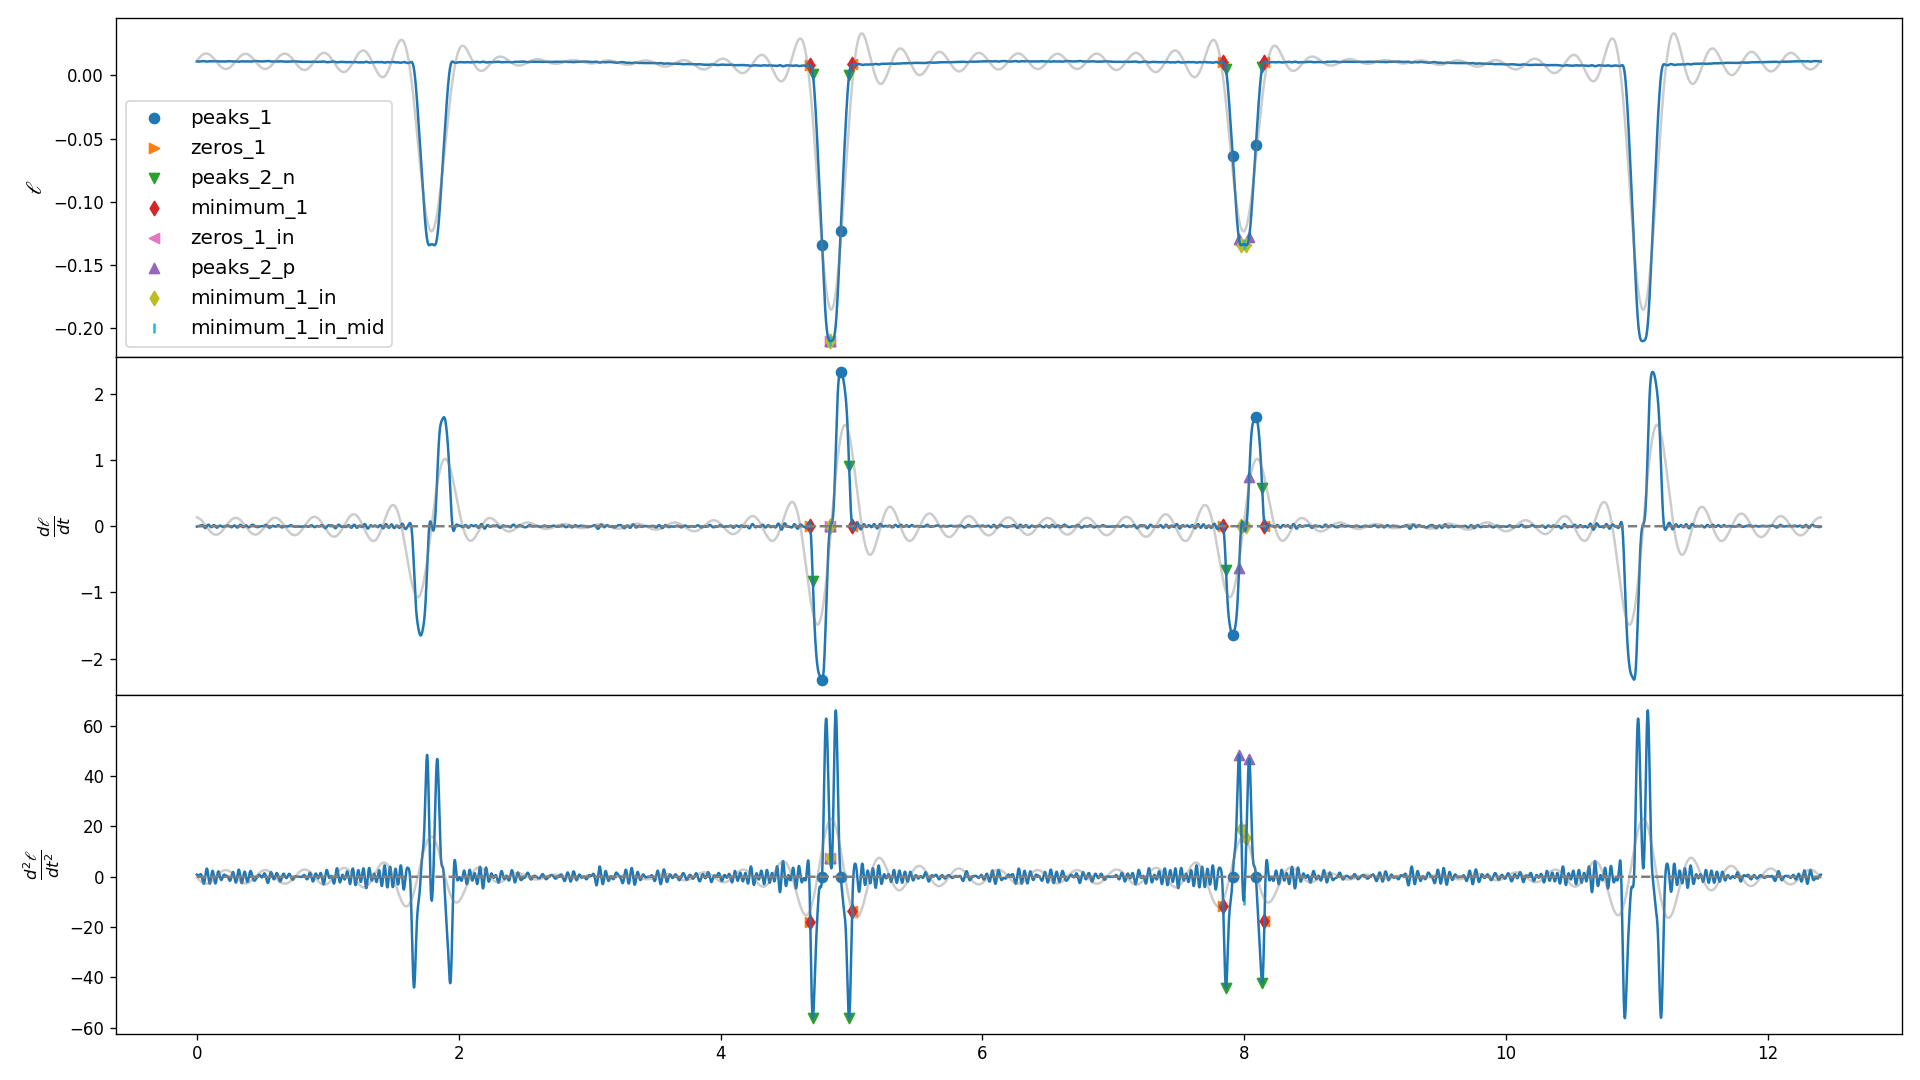 0.00
−0.05
−0.10
−0.15
−0.20
ℓ
peaks_1
zeros_1
peaks_2_n
minimum_1
zeros_1_in
peaks_2_p
minimum_1_in
minimum_1_in_mid
2
1
0
−1
−2
dℓ/dt
60
40
20
0
−20
−40
−60
d²ℓ/dt²
0 2 4 6 8 10 12